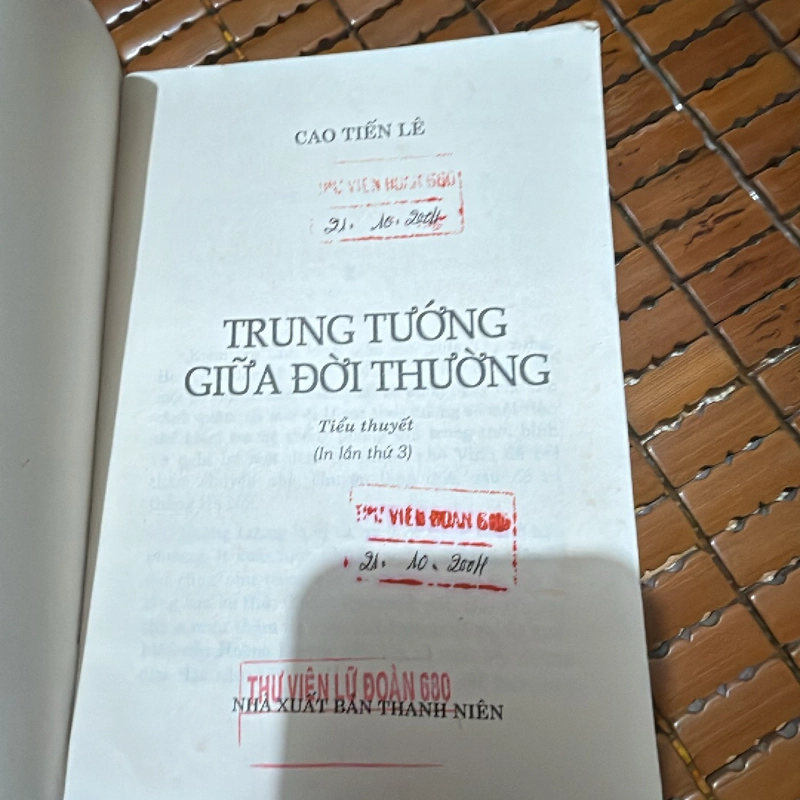 CAO TIẾN LÊ
THƯ VIỆN ĐOÀN 680
21. 10. 2004
TRUNG TƯỚNG
GIỮA ĐỜI THƯỜNG
Tiểu thuyết
(In lần thứ 3)
THƯ VIỆN ĐOÀN 680
21. 10. 2004
THƯ VIỆN LỮ ĐOÀN 680
NHÀ XUẤT BẢN THANH NIÊN